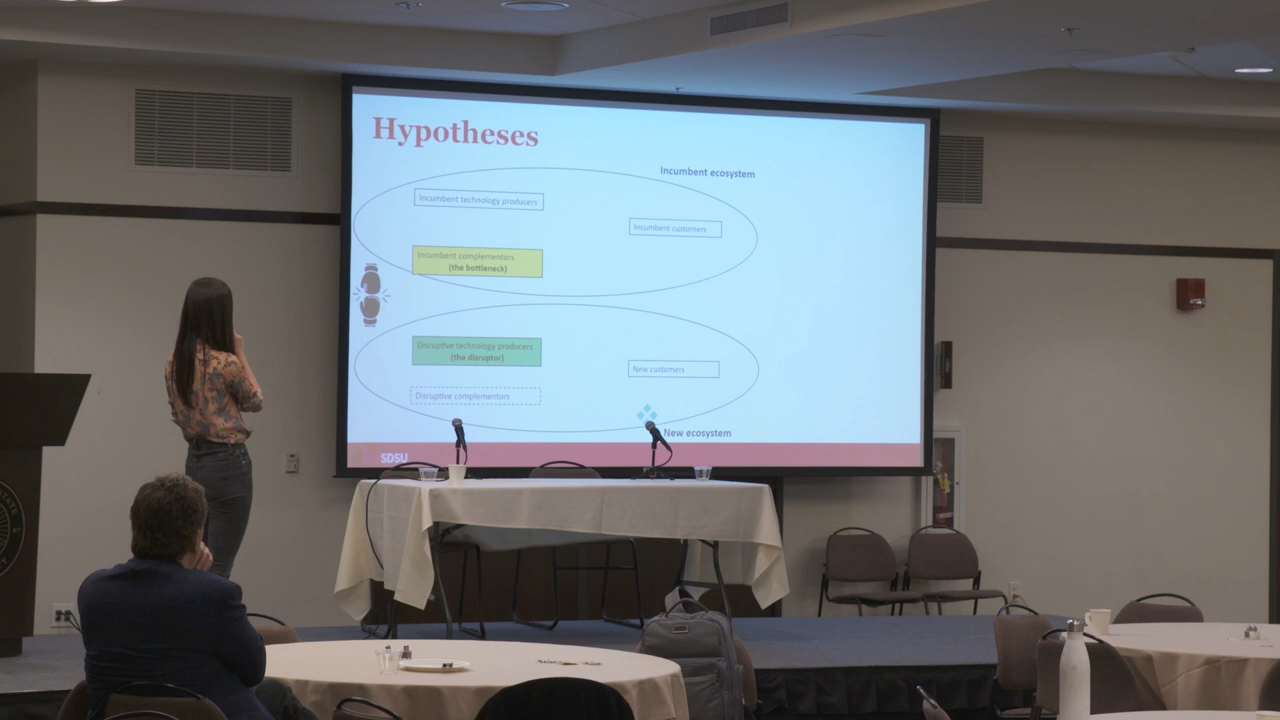 Hypotheses
Incumbent ecosystem
Incumbent technology producers
Incumbent customers
Incumbent complementors
(the bottleneck)
Disruptive technology producers
(the disruptor)
New customers
Disruptive complementors
New ecosystem
SDSU
STATE